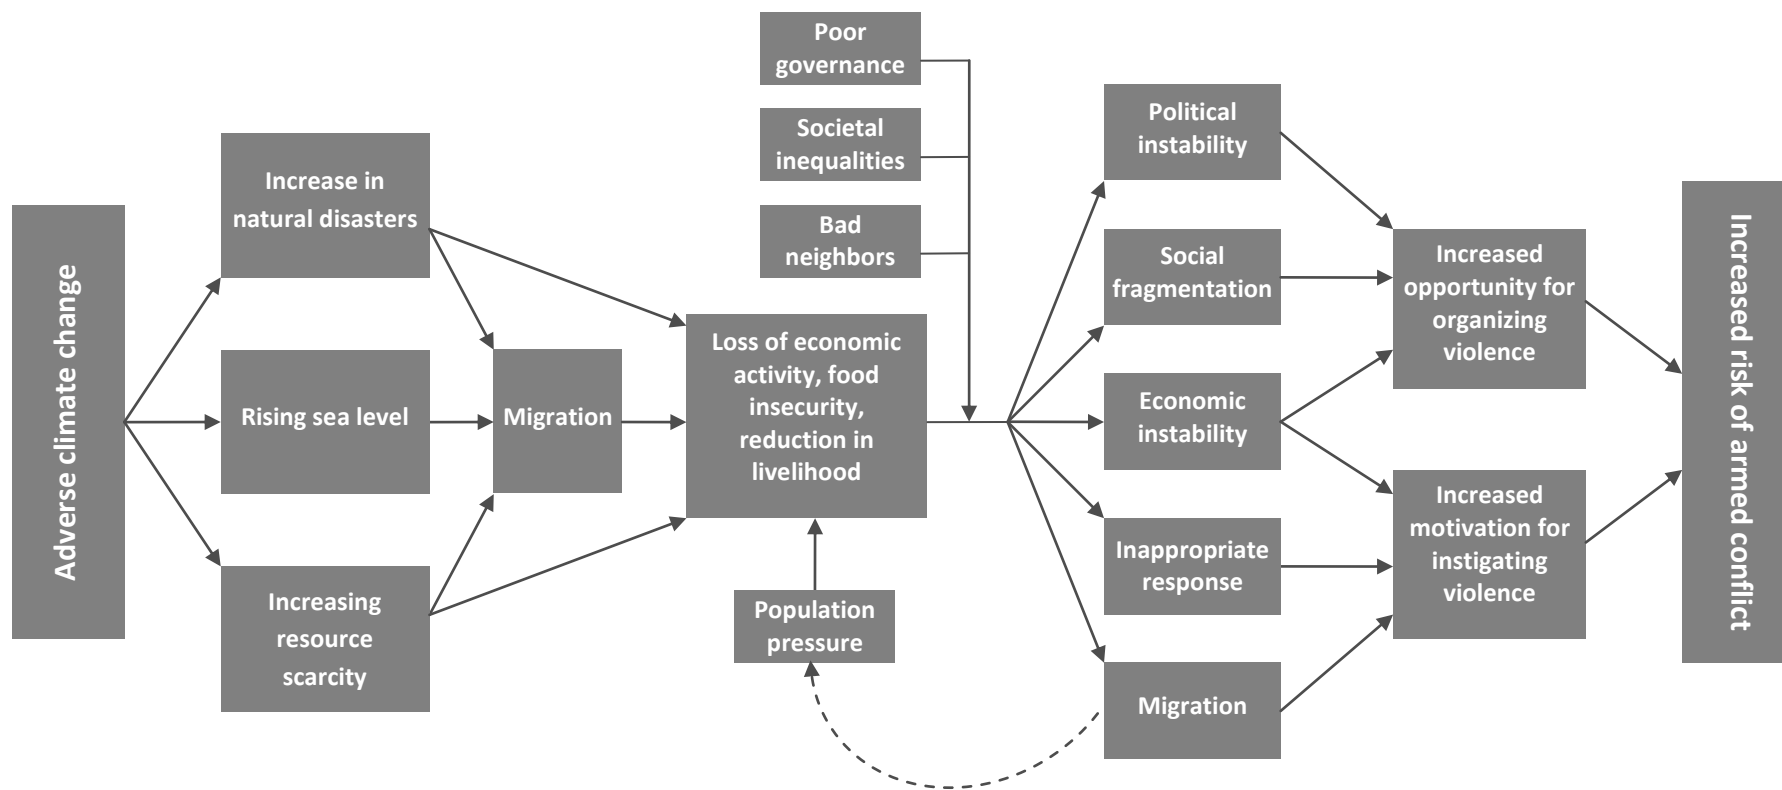 Adverse climate change
Increase in
natural disasters
Rising sea level
Increasing
resource
scarcity
Migration
Poor
governance
Societal
inequalities
Bad
neighbors
Loss of economic
activity, food
insecurity,
reduction in
livelihood
Population
pressure
Political
instability
Social
fragmentation
Economic
instability
Inappropriate
response
Migration
Increased
opportunity for
organizing
violence
Increased
motivation for
instigating
violence
Increased risk of armed conflict